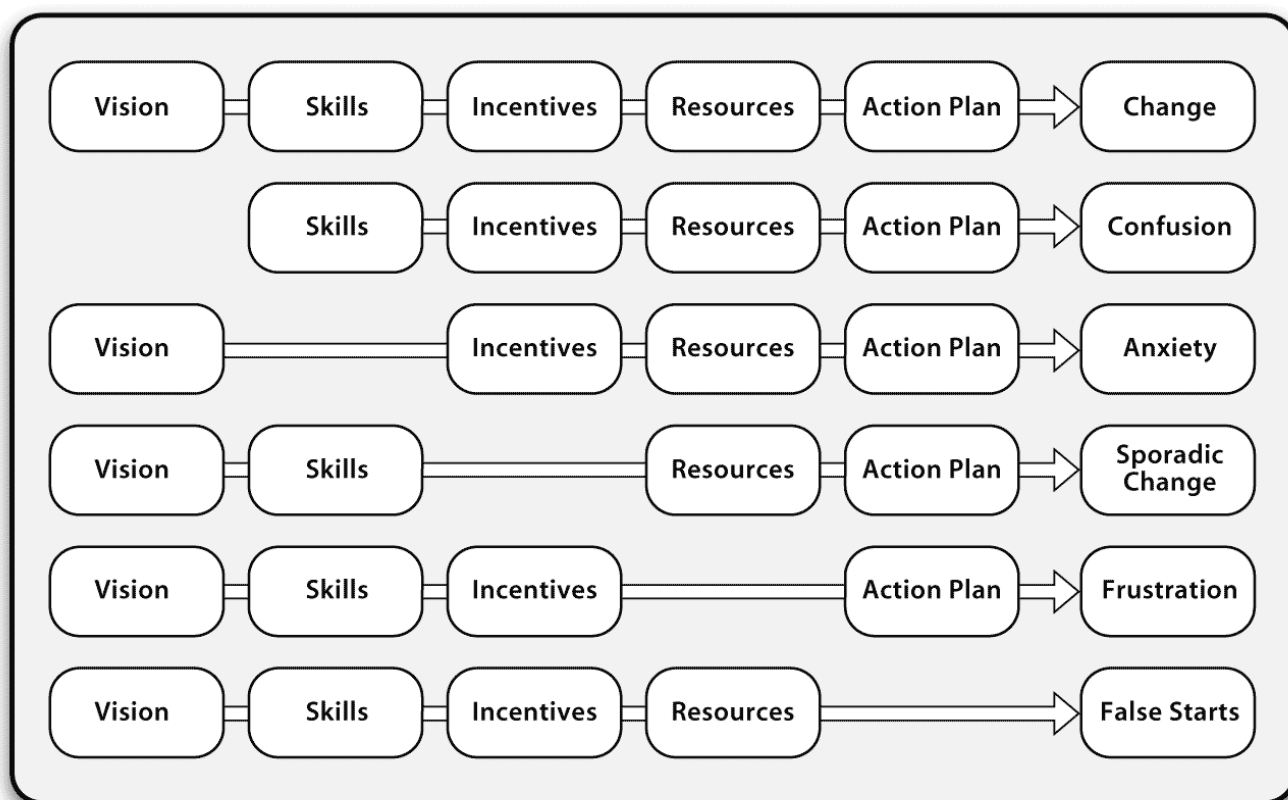 Vision Skills Incentives Resources Action Plan Change
Skills Incentives Resources Action Plan Confusion
Vision Incentives Resources Action Plan Anxiety
Vision Skills Resources Action Plan Sporadic
Change
Vision Skills Incentives Action Plan Frustration
Vision Skills Incentives Resources False Starts